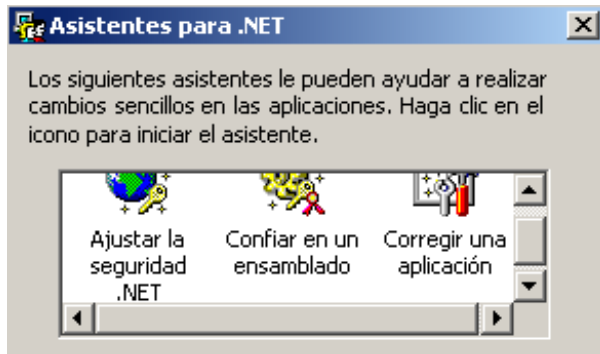 Asistentes para .NET
Los siguientes asistentes le pueden ayudar a realizar
cambios sencillos en las aplicaciones. Haga clic en el
icono para iniciar el asistente.
Ajustar la
seguridad
.NET
Confiar en un
ensamblado
Corregir una
aplicación